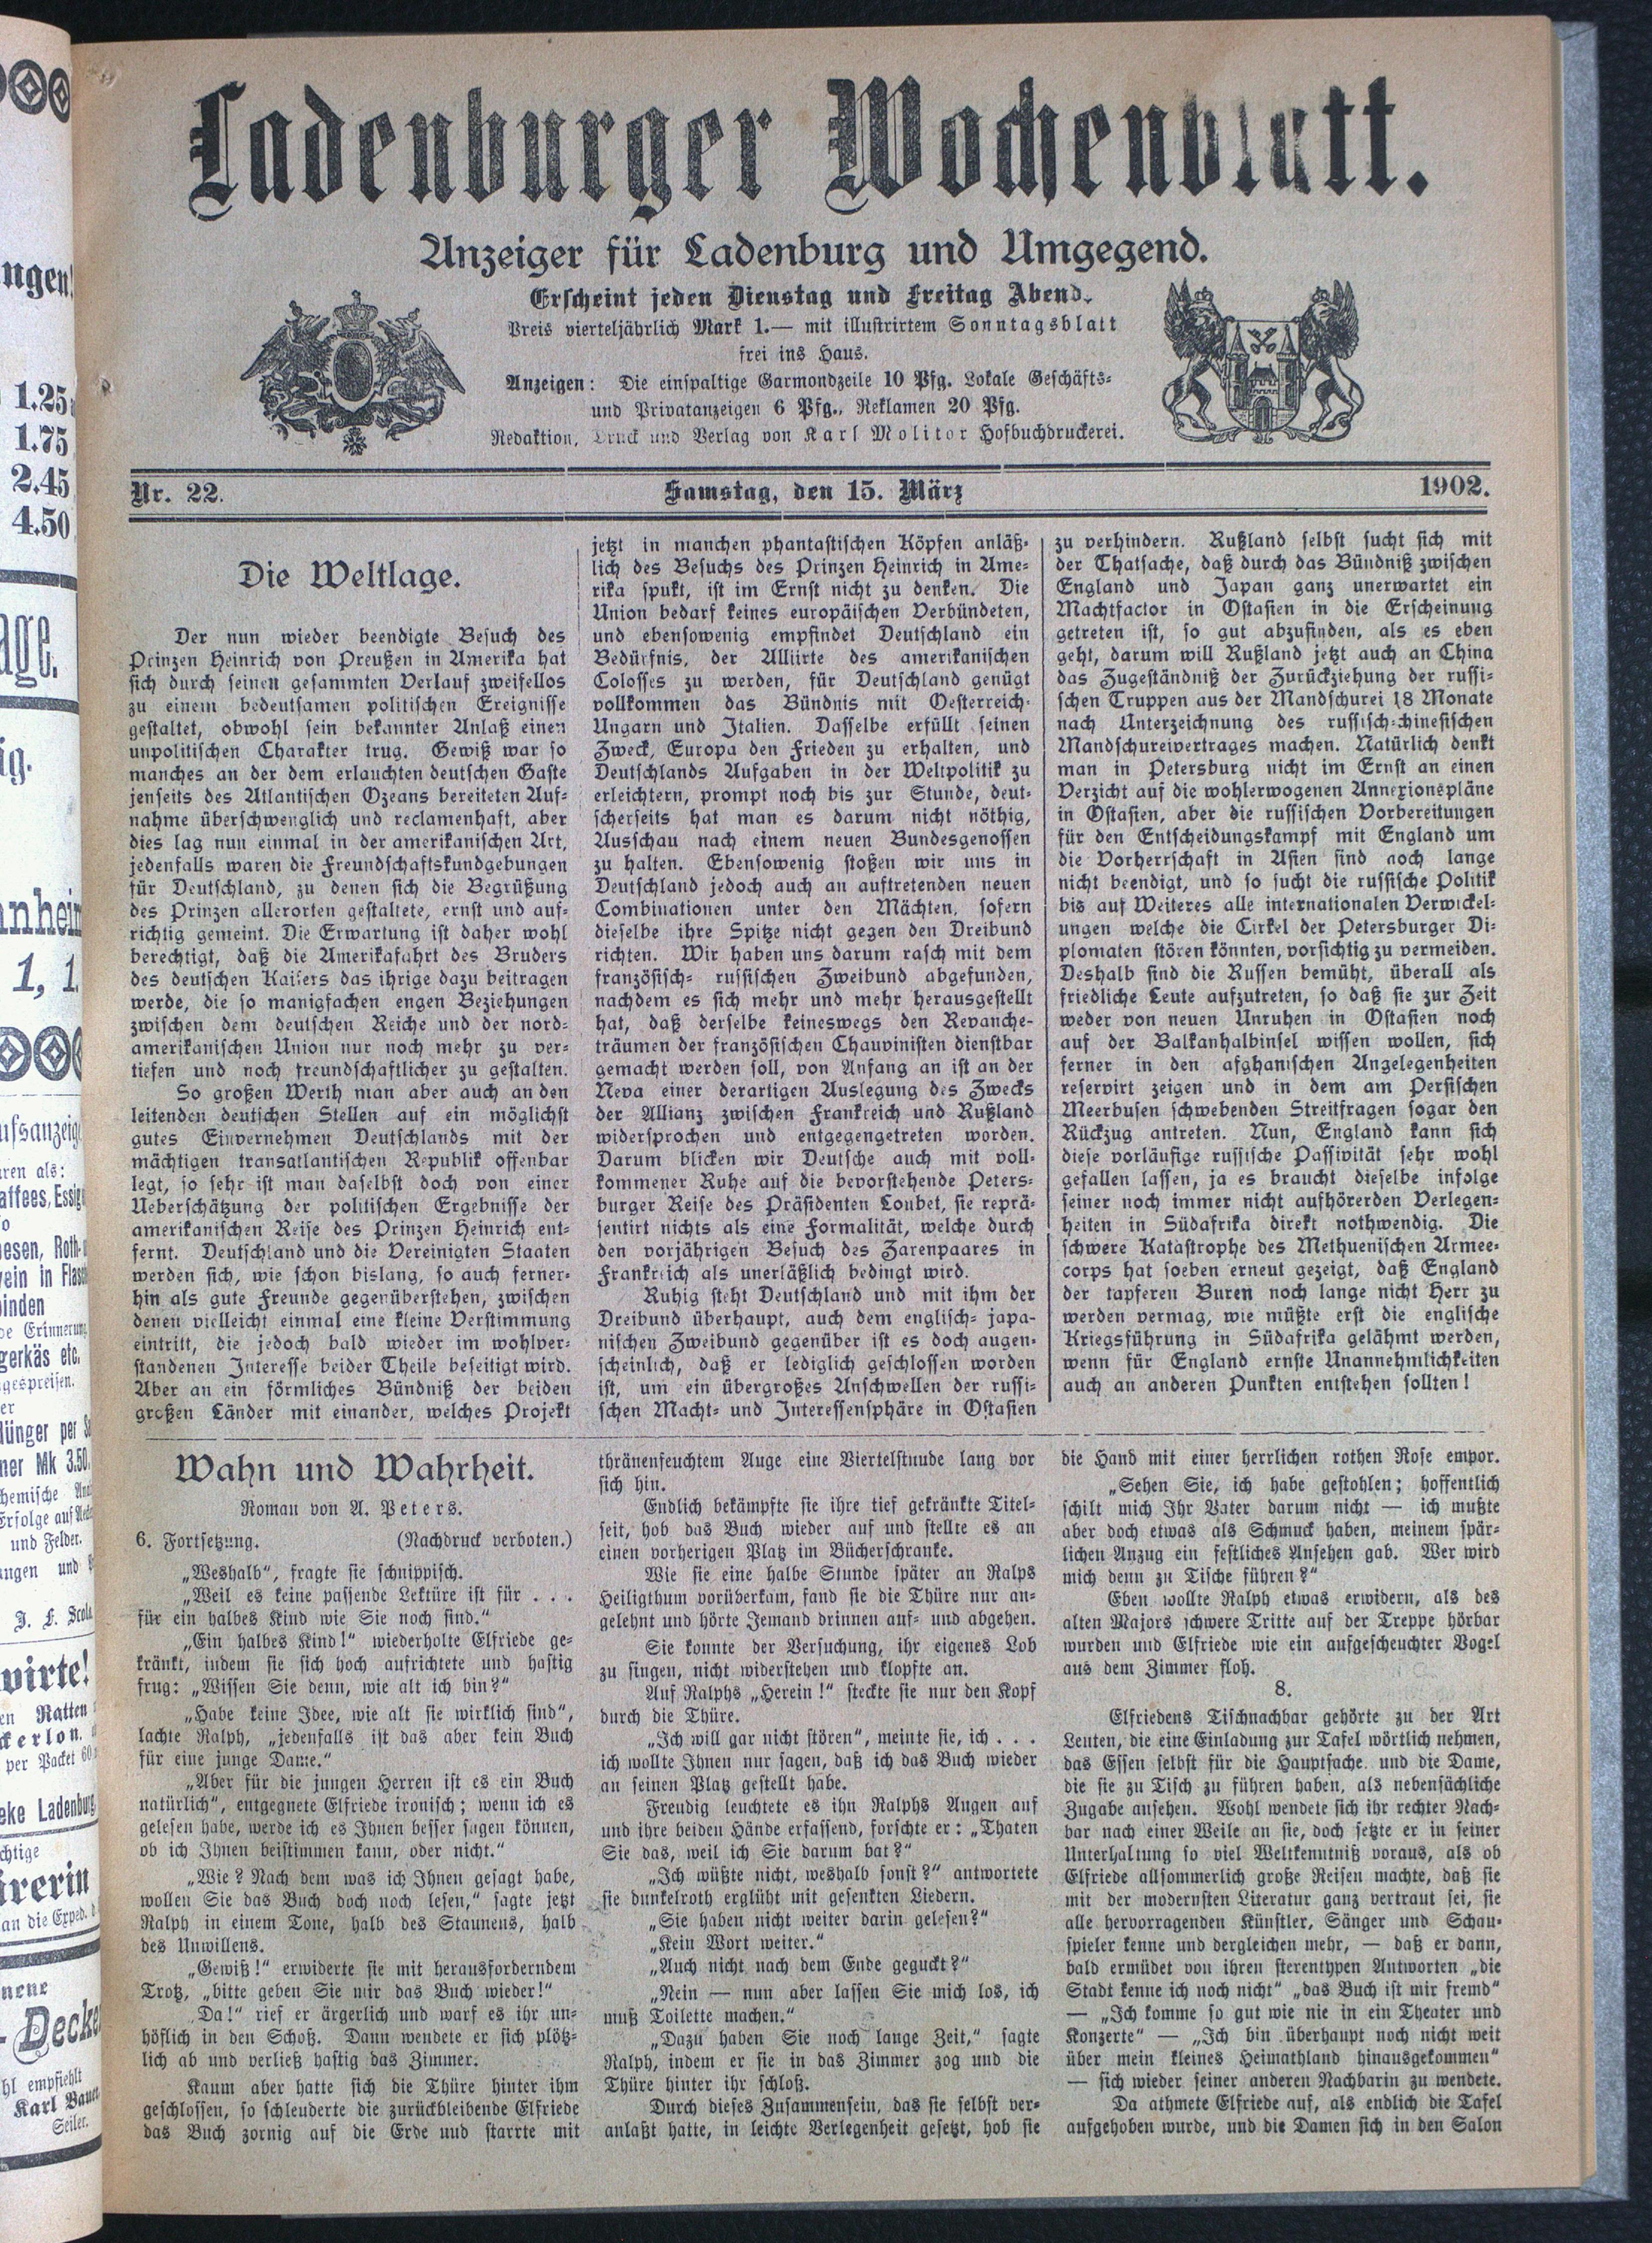 Ladenburger Wochenblatt.
Anzeiger für Ladenburg und Umgegend.
Erscheint jeden Dienstag und Freitag Abend.
Preis vierteljährlich Mark 1.— mit illustrirtem Sonntagsblatt
frei ins Haus.
Anzeigen: Die einspaltige Garmondzeile 10 Pfg. Lokale Geschäfts-
und Privatanzeigen 6 Pfg., Reklamen 20 Pfg.
Redaktion, Druck und Verlag von Karl Molitor Hofbuchdruckerei.
Nr. 22.
Samstag, den 15. März
1902.
Die Weltlage.
Der nun wieder beendigte Besuch des
Prinzen Heinrich von Preußen in Amerika hat
sich durch seinen gesammten Verlauf zweifellos
zu einem bedeutsamen politischen Ereignisse
gestaltet, obwohl sein bekannter Anlaß einen
unpolitischen Charakter trug. Gewiß war so
manches an der dem erlauchten deutschen Gaste
jenseits des Atlantischen Ozeans bereiteten Auf-
nahme überschwenglich und reclamenhaft, aber
dies lag nun einmal in der amerikanischen Art,
jedenfalls waren die Freundschaftskundgebungen
für Deutschland, zu denen sich die Begrüßung
des Prinzen allerorten gestaltete, ernst und auf-
richtig gemeint. Die Erwartung ist daher wohl
berechtigt, daß die Amerikafahrt des Bruders
des deutschen Kaisers das ihrige dazu beitragen
werde, die so manigfachen engen Beziehungen
zwischen dem deutschen Reiche und der nord-
amerikanischen Union nur noch mehr zu ver-
tiefen und noch freundschaftlicher zu gestalten.
So großen Werth man aber auch an den
leitenden deutschen Stellen auf ein möglichst
gutes Einvernehmen Deutschlands mit der
mächtigen transatlantischen Republik offenbar
legt, so sehr ist man daselbst doch von einer
Ueberschätzung der politischen Ergebnisse der
amerikanischen Reise des Prinzen Heinrich ent-
fernt. Deutschland und die Vereinigten Staaten
werden sich, wie schon bislang, so auch ferner-
hin als gute Freunde gegenüberstehen, zwischen
denen vielleicht einmal eine kleine Verstimmung
eintritt, die jedoch bald wieder im wohlver-
standenen Interesse beider Theile beseitigt wird.
Aber an ein förmliches Bündniß der beiden
großen Länder mit einander, welches Projekt
jetzt in manchen phantastischen Köpfen anläß-
lich des Besuchs des Prinzen Heinrich in Ame-
rika spukt, ist im Ernst nicht zu denken. Die
Union bedarf keines europäischen Verbündeten,
und ebensowenig empfindet Deutschland ein
Bedürfnis, der Alliirte des amerikanischen
Colosses zu werden, für Deutschland genügt
vollkommen das Bündnis mit Oesterreich-
Ungarn und Italien. Dasselbe erfüllt seinen
Zweck, Europa den Frieden zu erhalten, und
Deutschlands Aufgaben in der Weltpolitik zu
erleichtern, prompt noch bis zur Stunde, deut-
scherseits hat man es darum nicht nöthig,
Ausschau nach einem neuen Bundesgenossen
zu halten. Ebensowenig stoßen wir uns in
Deutschland jedoch auch an auftretenden neuen
Combinationen unter den Mächten, sofern
dieselbe ihre Spitze nicht gegen den Dreibund
richten. Wir haben uns darum rasch mit dem
französisch- russischen Zweibund abgefunden,
nachdem es sich mehr und mehr herausgestellt
hat, daß derselbe keineswegs den Revanche-
träumen der französischen Chauvinisten dienstbar
gemacht werden soll, von Anfang an ist an der
Neva einer derartigen Auslegung des Zwecks
der Allianz zwischen Frankreich und Rußland
widersprochen und entgegengetreten worden.
Darum blicken wir Deutsche auch mit voll-
kommener Ruhe auf die bevorstehende Peters-
burger Reise des Präsidenten Loubet, sie reprä-
sentirt nichts als eine Formalität, welche durch
den vorjährigen Besuch des Zarenpaares in
Frankreich als unerläßlich bedingt wird.
Ruhig steht Deutschland und mit ihm der
Dreibund überhaupt, auch dem englisch- japa-
nischen Zweibund gegenüber ist es doch augen-
scheinlich, daß er lediglich geschlossen worden
ist, um ein übergroßes Anschwellen der russi-
schen Macht- und Interessensphäre in Ostasien
zu verhindern. Rußland selbst sucht sich mit
der Thatsache, daß durch das Bündniß zwischen
England und Japan ganz unerwartet ein
Machtfactor in Ostasien in die Erscheinung
getreten ist, so gut abzufinden, als es eben
geht, darum will Rußland jetzt auch an China
das Zugeständniß der Zurückziehung der russi-
schen Truppen aus der Mandschurei 18 Monate
nach Unterzeichnung des russisch-chinesischen
Mandschureivertrages machen. Natürlich denkt
man in Petersburg nicht im Ernst an einen
Verzicht auf die wohlerwogenen Annexionspläne
in Ostasien, aber die russischen Vorbereitungen
für den Entscheidungskampf mit England um
die Vorherrschaft in Asien sind noch lange
nicht beendigt, und so sucht die russische Politik
bis auf Weiteres alle internationalen Verwickel-
ungen welche die Cirkel der Petersburger Di-
plomaten stören könnten, vorsichtig zu vermeiden.
Deshalb sind die Russen bemüht, überall als
friedliche Leute aufzutreten, so daß sie zur Zeit
weder von neuen Unruhen in Ostasien noch
auf der Balkanhalbinsel wissen wollen, sich
ferner in den afghanischen Angelegenheiten
reservirt zeigen und in dem am Persischen
Meerbusen schwebenden Streitfragen sogar den
Rückzug antreten. Nun, England kann sich
diese vorläufige russische Passivität sehr wohl
gefallen lassen, ja es braucht dieselbe infolge
seiner noch immer nicht aufhörerden Verlegen-
heiten in Südafrika direkt nothwendig. Die
schwere Katastrophe des Methuenischen Armee-
corps hat soeben erneut gezeigt, daß England
der tapferen Buren noch lange nicht Herr zu
werden vermag, wie müßte erst die englische
Kriegsführung in Südafrika gelähmt werden,
wenn für England ernste Unannehmlichkeiten
auch an anderen Punkten entstehen sollten!
Wahn und Wahrheit.
Roman von A. Peters.
6. Fortsetzung. (Nachdruck verboten.)
„Weshalb“, fragte sie schnippisch.
„Weil es keine passende Lektüre ist für . . .
für ein halbes Kind wie Sie noch sind.“
„Ein halbes Kind!“ wiederholte Elfriede ge-
kränkt, indem sie sich hoch aufrichtete und hastig
frug: „Wissen Sie denn, wie alt ich bin?“
„Habe keine Idee, wie alt sie wirklich sind“,
lachte Ralph, „jedenfalls ist das aber kein Buch
für eine junge Dame.“
„Aber für die jungen Herren ist es ein Buch
natürlich“, entgegnete Elfriede ironisch; wenn ich es
gelesen habe, werde ich es Ihnen besser sagen können,
ob ich Ihnen beistimmen kann, oder nicht.“
„Wie? Nach dem was ich Ihnen gesagt habe,
wollen Sie das Buch doch noch lesen,“ sagte jetzt
Ralph in einem Tone, halb des Staunens, halb
des Unwillens.
„Gewiß!“ erwiderte sie mit herausforderndem
Trotz, „bitte geben Sie mir das Buch wieder!“
Da!“ rief er ärgerlich und warf es ihr un-
höflich in den Schoß. Dann wendete er sich plötz-
lich ab und verließ hastig das Zimmer.
Kaum aber hatte sich die Thüre hinter ihm
geschlossen, so schleuderte die zurückbleibende Elfriede
das Buch zornig auf die Erde und starrte mit
thränenfeuchtem Auge eine Viertelstnude lang vor
sich hin.
Endlich bekämpfte sie ihre tief gekränkte Titel-
seit, hob das Buch wieder auf und stellte es an
einen vorherigen Platz im Bücherschranke.
Wie sie eine halbe Stunde später an Ralps
Heiligthum vorüberkam, fand sie die Thüre nur an-
gelehnt und hörte Jemand drinnen auf- und abgehen.
Sie konnte der Versuchung, ihr eigenes Lob
zu singen, nicht widerstehen und klopfte an.
Auf Ralphs „Herein!“ steckte sie nur den Kopf
durch die Thüre.
„Ich will gar nicht stören“, meinte sie, ich . . .
ich wollte Ihnen nur sagen, daß ich das Buch wieder
an seinen Platz gestellt habe.
Freudig leuchtete es ihn Ralphs Augen auf
und ihre beiden Hände erfassend, forschte er: „Thaten
Sie das, weil ich Sie darum bat?“
„Ich wüßte nicht, weshalb sonst?“ antwortete
sie dunkelroth erglüht mit gesenkten Liedern.
„Sie haben nicht weiter darin gelesen?“
„Kein Wort weiter.“
„Auch nicht nach dem Ende geguckt?“
„Nein — nun aber lassen Sie mich los, ich
muß Toilette machen.“
„Dazu haben Sie noch lange Zeit,“ sagte
Ralph, indem er sie in das Zimmer zog und die
Thüre hinter ihr schloß.
Durch dieses Zusammensein, das sie selbst ver-
anlaßt hatte, in leichte Verlegenheit gesetzt, hob sie
die Hand mit einer herrlichen rothen Rose empor.
„Sehen Sie, ich habe gestohlen; hoffentlich
schilt mich Ihr Vater darum nicht — ich mußte
aber doch etwas als Schmuck haben, meinem spär-
lichen Anzug ein festliches Ansehen gab. Wer wird
mich denn zu Tische führen?“
Eben wollte Ralph etwas erwidern, als des
alten Majors schwere Tritte auf der Treppe hörbar
wurden und Elfriede wie ein aufgescheuchter Vogel
aus dem Zimmer floh.
8.
Elfriedens Tischnachbar gehörte zu der Art
Leuten, die eine Einladung zur Tafel wörtlich nehmen,
das Essen selbst für die Hauptsache und die Dame,
die sie zu Tisch zu führen haben, als nebensächliche
Zugabe ansehen. Wohl wendete sich ihr rechter Nach-
bar nach einer Weile an sie, doch setzte er in seiner
Unterhaltung so viel Weltkenntniß voraus, als ob
Elfriede allsommerlich große Reisen machte, daß sie
mit der modernsten Literatur ganz vertraut sei, sie
alle hervorragenden Künstler, Sänger und Schau-
spieler kenne und dergleichen mehr, — daß er dann,
bald ermüdet von ihren sterentypen Antworten „die
Stadt kenne ich noch nicht“ „das Buch ist mir fremd“
— „Ich komme so gut wie nie in ein Theater und
Konzerte“ — „Ich bin überhaupt noch nicht weit
über mein kleines Heimathland hinausgekommen“
— sich wieder seiner anderen Nachbarin zu wendete.
Da athmete Elfriede auf, als endlich die Tafel
aufgehoben wurde, und die Damen sich in den Salon
1.25
1.75
2.45
4.50
1, 1.
Mk 3.50
Ratten
per Packet 60
Ladenburg
an die Exped.
empfiehlt
Karl
Seiler.